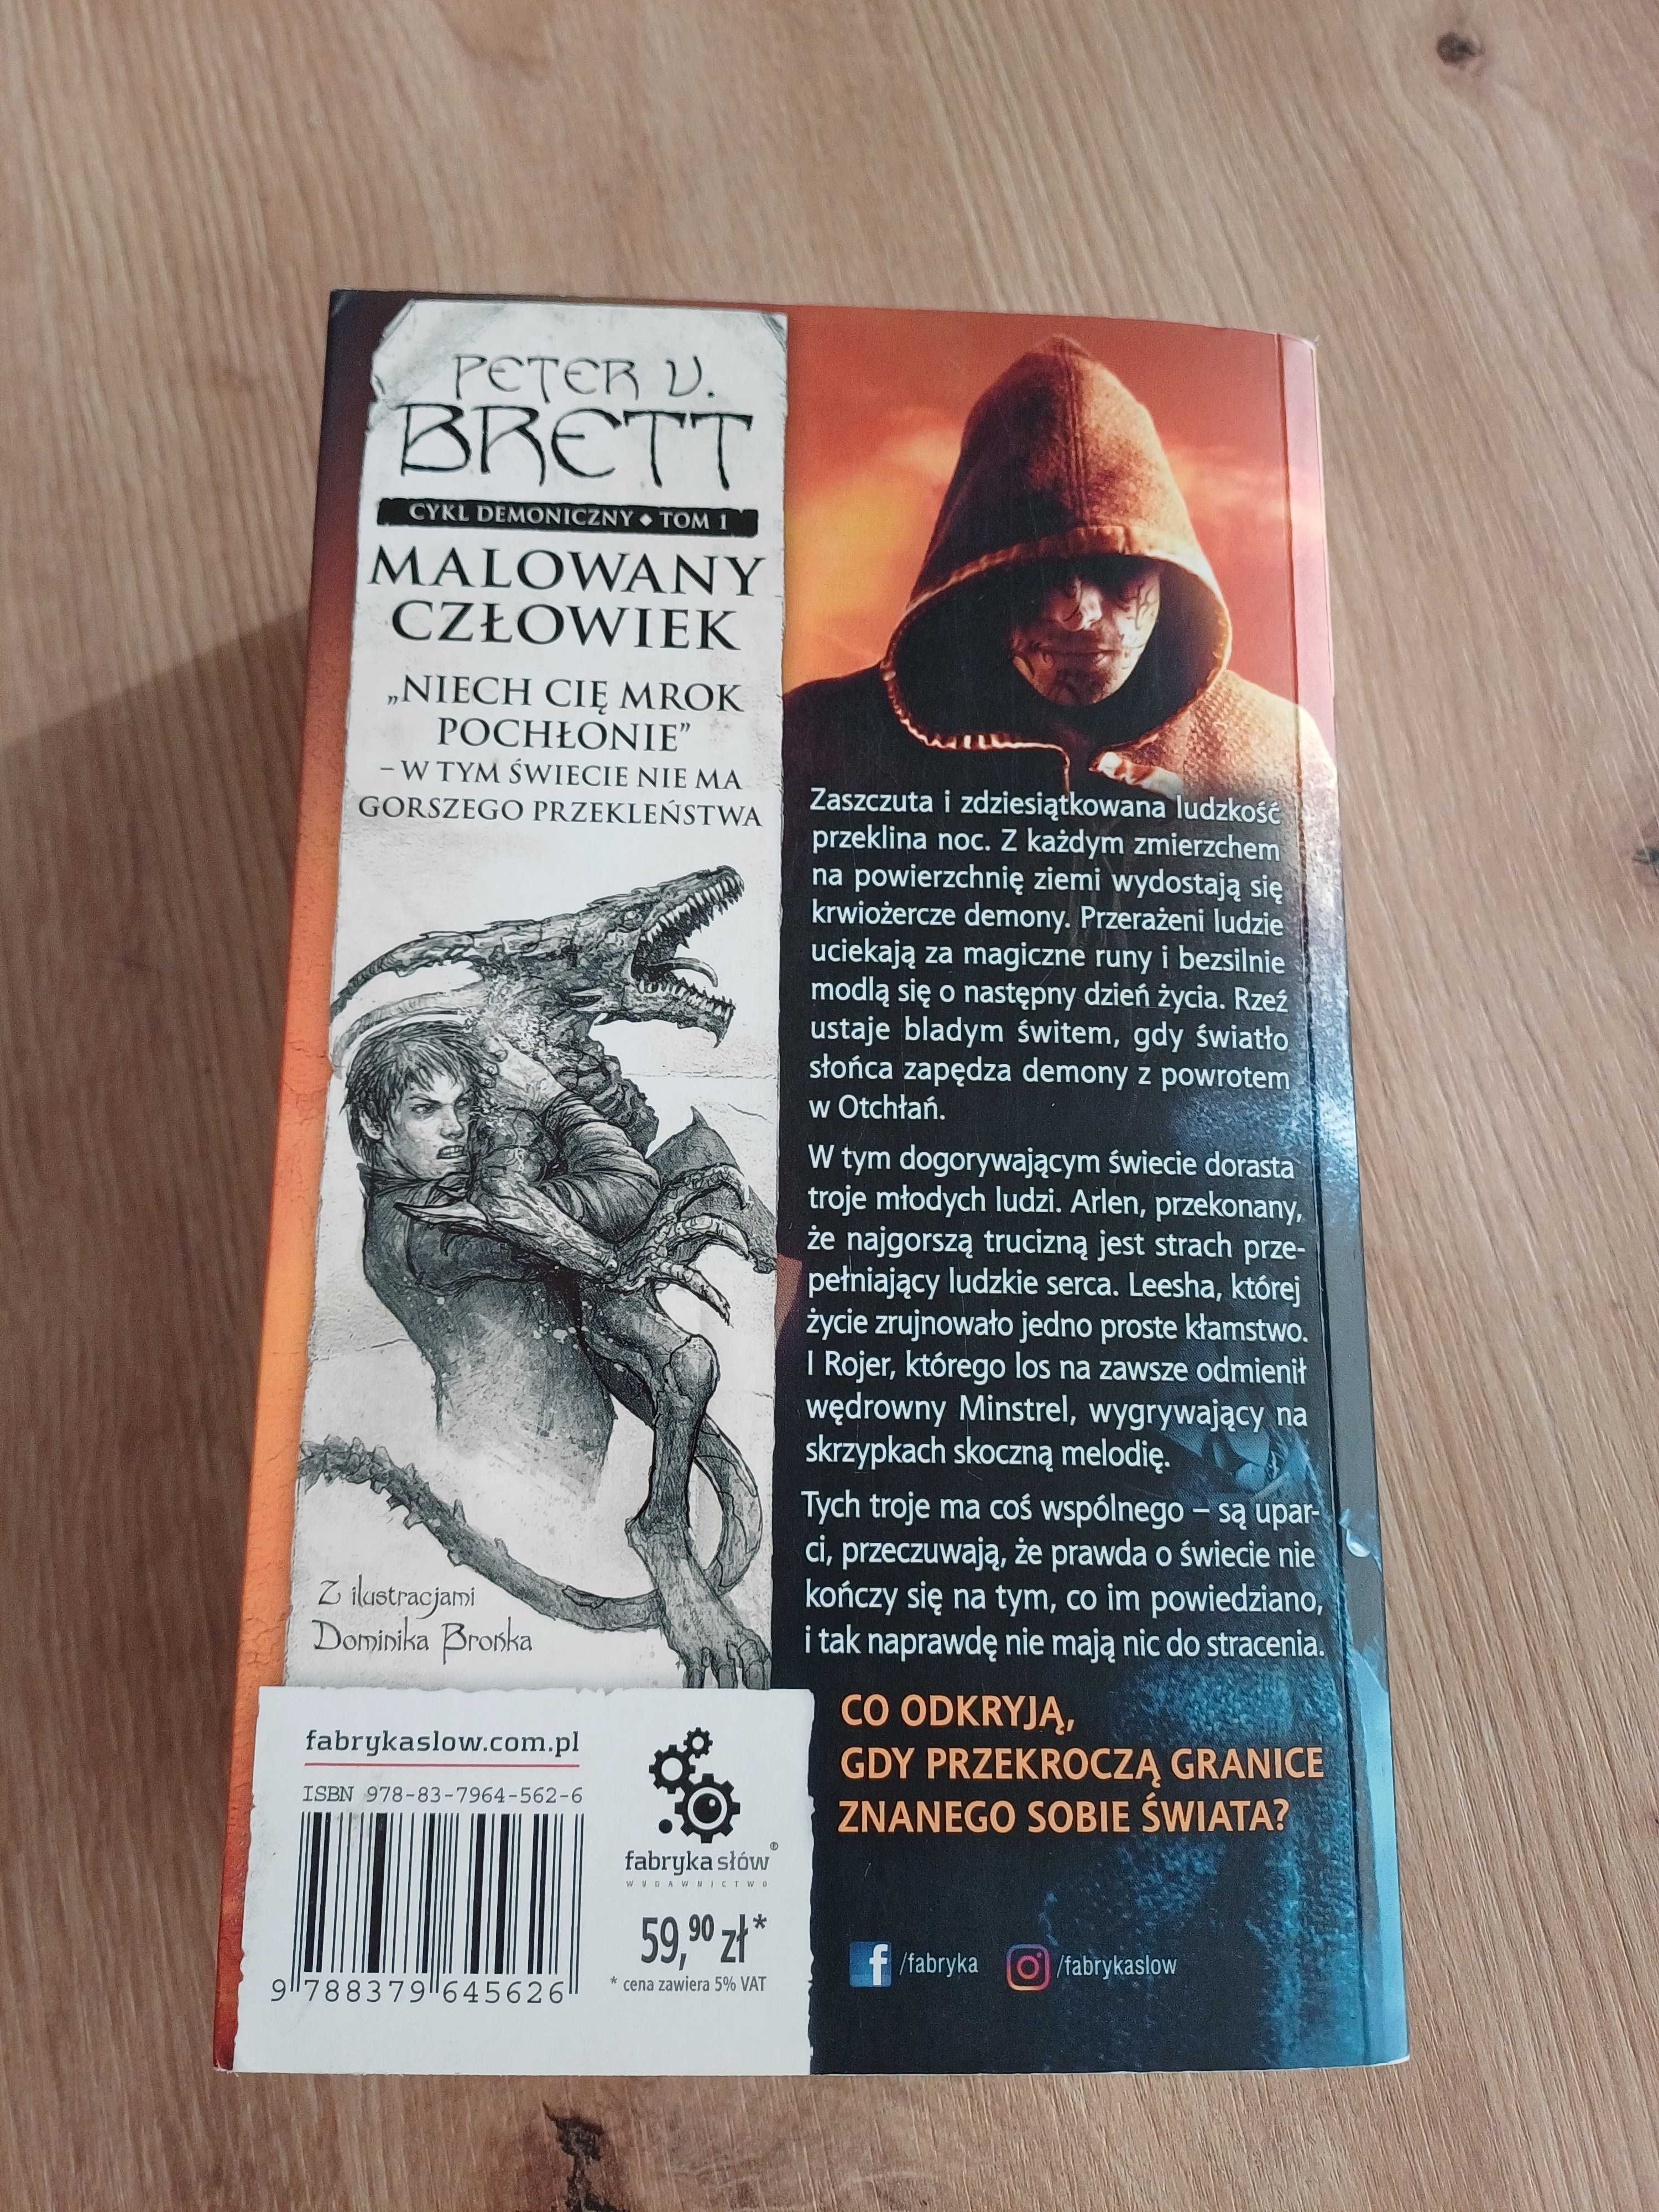 PETER V.
BRETT
CYKL DEMONICZNY ◆ TOM 1
MALOWANY
CZŁOWIEK
„NIECH CIĘ MROK
POCHŁONIE”
– W TYM ŚWIECIE NIE MA
GORSZEGO PRZEKLEŃSTWA
Z ilustracjami
Dominika Brońka
fabrykaslow.com.pl
ISBN 978-83-7964-562-6
9 788379 645626
fabryka słów®
WYDAWNICTWO
59,90 zł*
* cena zawiera 5% VAT
Zaszczuta i zdziesiątkowana ludzkość
przeklina noc. Z każdym zmierzchem
na powierzchnię ziemi wydostają się
krwiożercze demony. Przerażeni ludzie
uciekają za magiczne runy i bezsilnie
modlą się o następny dzień życia. Rzeź
ustaje bladym świtem, gdy światło
słońca zapędza demony z powrotem
w Otchłań.
W tym dogorywającym świecie dorasta
troje młodych ludzi. Arlen, przekonany,
że najgorszą trucizną jest strach prze-
pełniający ludzkie serca. Leesha, której
życie zrujnowało jedno proste kłamstwo.
I Rojer, którego los na zawsze odmienił
wędrowny Minstrel, wygrywający na
skrzypkach skoczną melodię.
Tych troje ma coś wspólnego – są upar-
ci, przeczuwają, że prawda o świecie nie
kończy się na tym, co im powiedziano,
i tak naprawdę nie mają nic do stracenia.
CO ODKRYJĄ,
GDY PRZEKROCZĄ GRANICE
ZNANEGO SOBIE ŚWIATA?
/fabryka /fabrykaslow